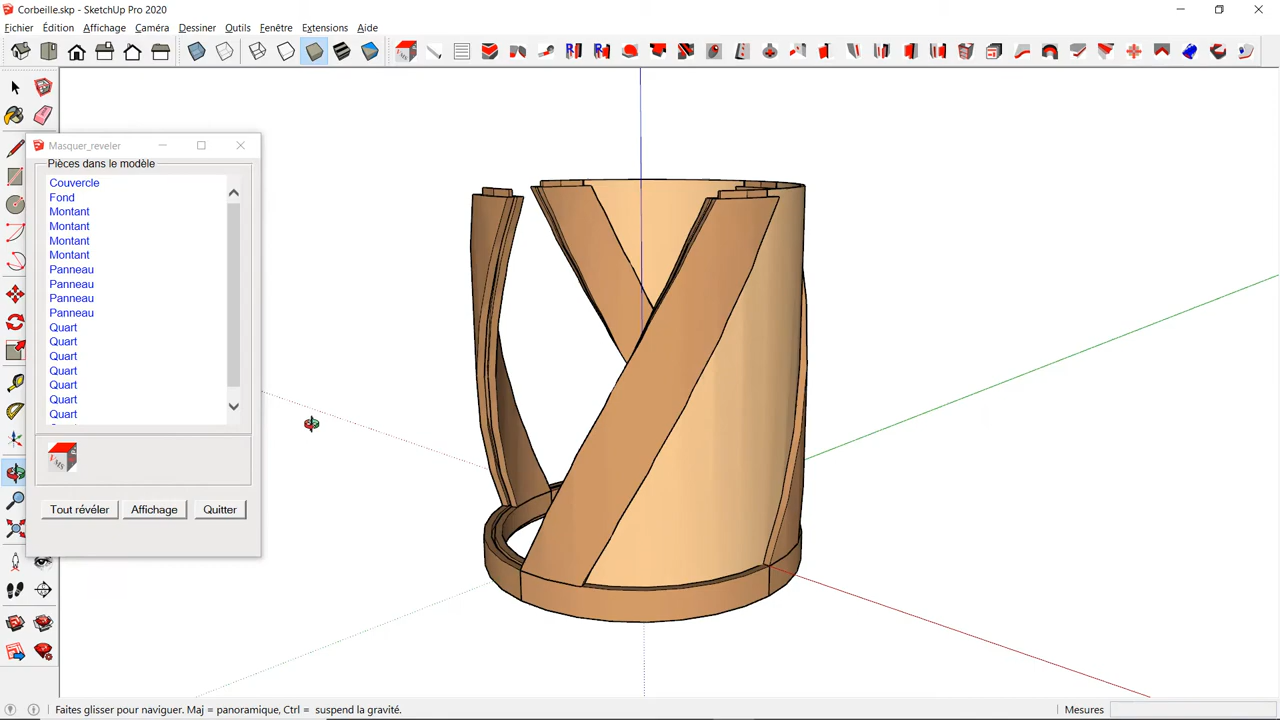 Corbeille.skp - SketchUp Pro 2020
Fichier Édition Affichage Caméra Dessiner Outils Fenêtre Extensions Aide
Masquer_reveler
Pièces dans le modèle
Couvercle
Fond
Montant
Montant
Montant
Montant
Panneau
Panneau
Panneau
Panneau
Quart
Quart
Quart
Quart
Quart
Quart
Quart
Tout révéler Affichage Quitter
Faites glisser pour naviguer. Maj = panoramique, Ctrl = suspend la gravité.
Mesures